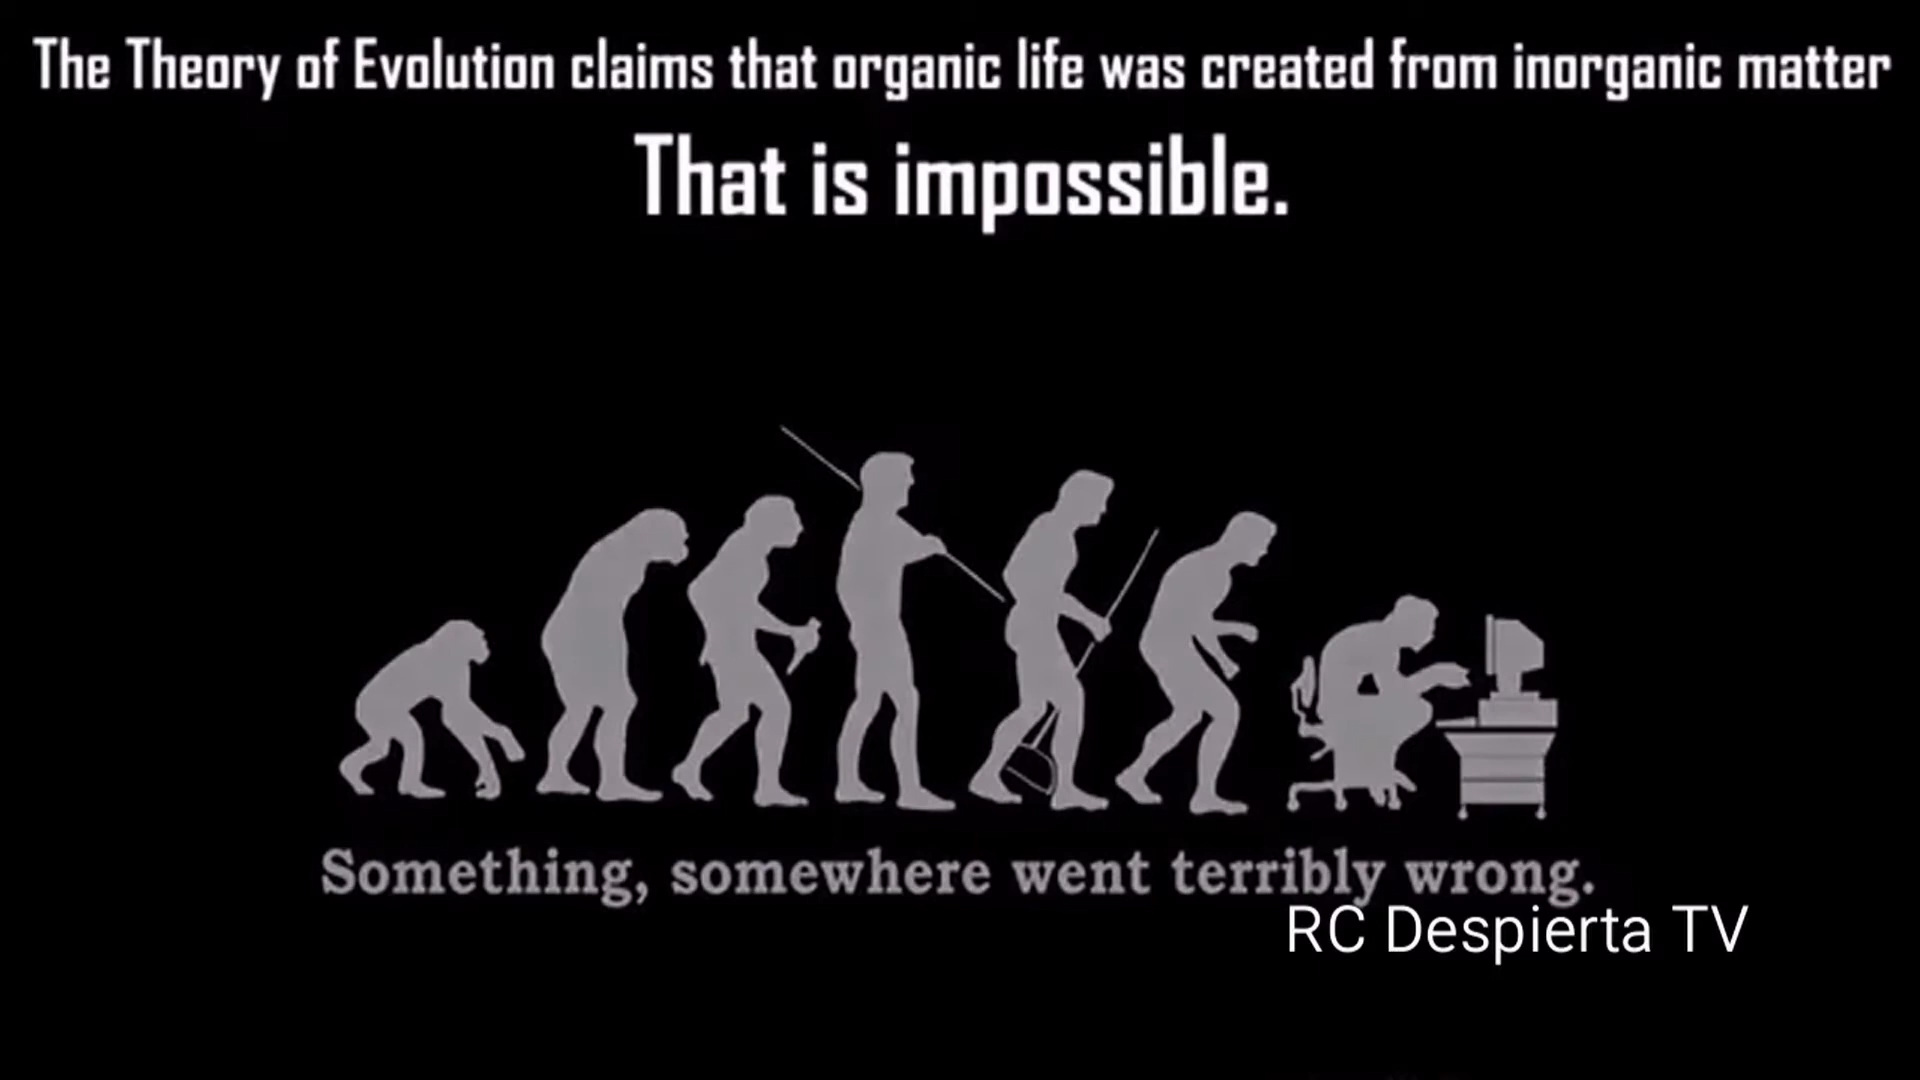 The Theory of Evolution claims that organic life was created from inorganic matter
That is impossible.
Something, somewhere went terribly wrong.
RC Despierta TV